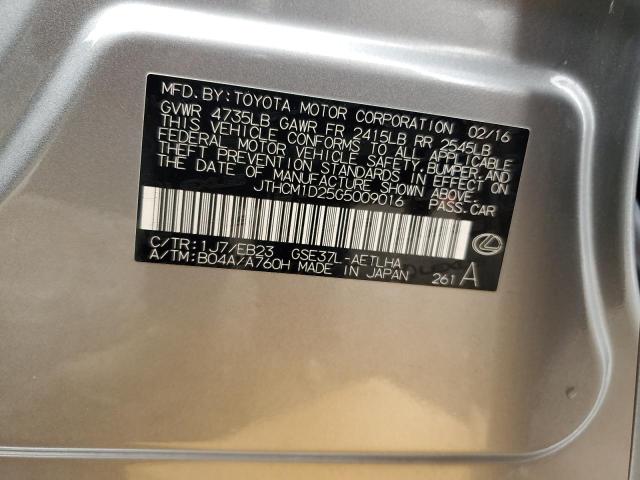 MFD. BY: TOYOTA MOTOR CORPORATION 02/16
GVWR 4735LB GAWR FR 2415LB RR 2545LB
THIS VEHICLE CONFORMS TO ALL APPLICABLE
FEDERAL MOTOR VEHICLE SAFETY, BUMPER, AND
THEFT PREVENTION STANDARDS IN EFFECT ON
THE DATE OF MANUFACTURE SHOWN ABOVE.
JTHCM1D25G5009016 PASS. CAR
C/TR: 1J7/EB23 GSE37L-AETLHA
A/TM: B04A/A760H MADE IN JAPAN 261 A